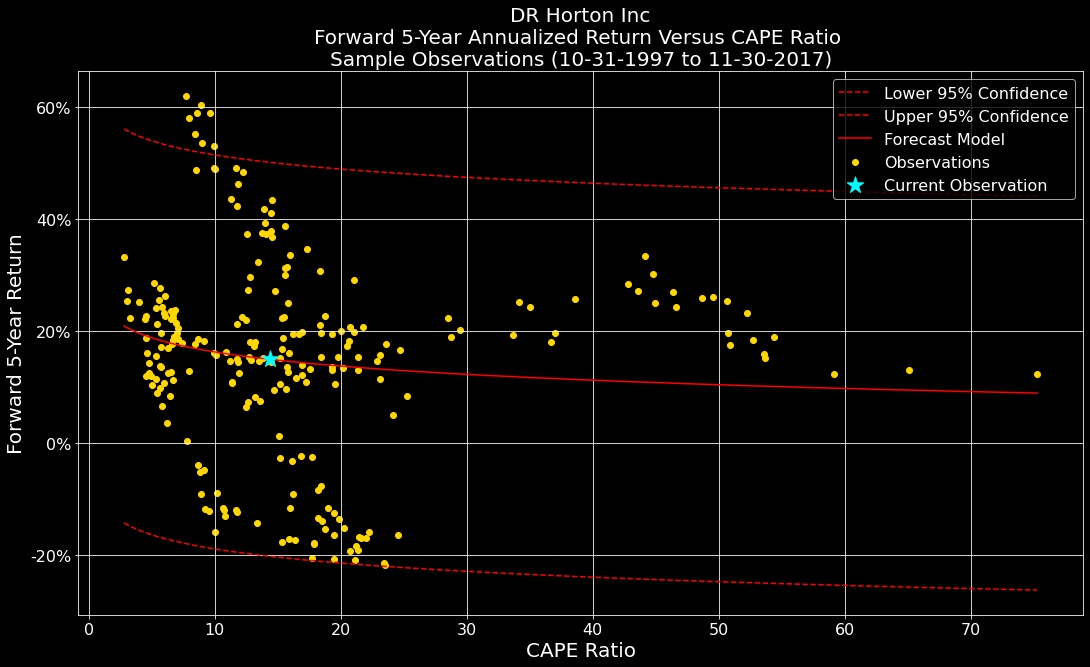 DR Horton Inc
Forward 5-Year Annualized Return Versus CAPE Ratio
Sample Observations (10-31-1997 to 11-30-2017)
Lower 95% Confidence
Upper 95% Confidence
Forecast Model
Observations
Current Observation
Forward 5-Year Return
60%
40%
20%
0%
-20%
0 10 20 30 40 50 60 70
CAPE Ratio